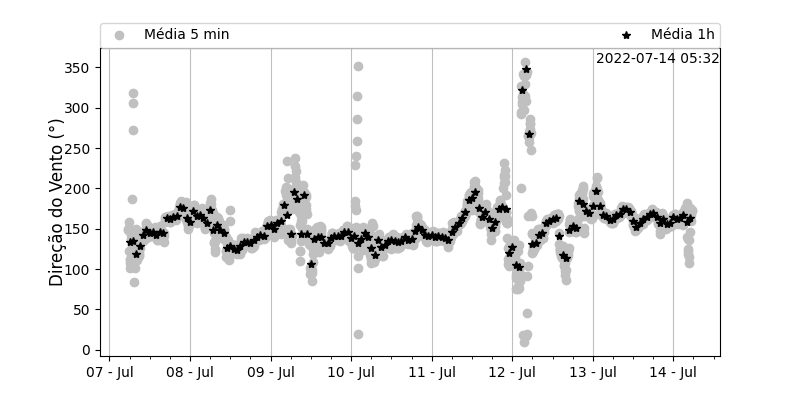 Média 5 min
Média 1h
2022-07-14 05:32
Direção do Vento (°)
350
300
250
200
150
100
50
0
07 - Jul
08 - Jul
09 - Jul
10 - Jul
11 - Jul
12 - Jul
13 - Jul
14 - Jul